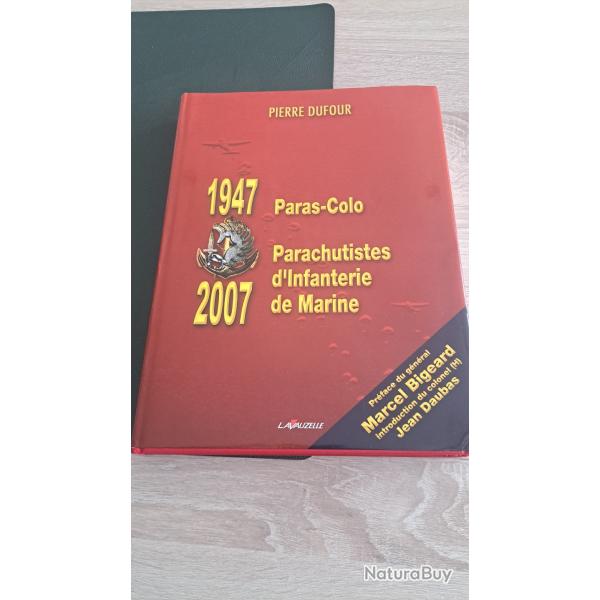 PIERRE DUFOUR
1947
2007
Paras-Colo
Parachutistes
d'Infanterie
de Marine
Préface du général
Marcel Bigeard
Introduction du colonel (H)
Jean Daubas
LAVAUZELLE
NaturaBuy